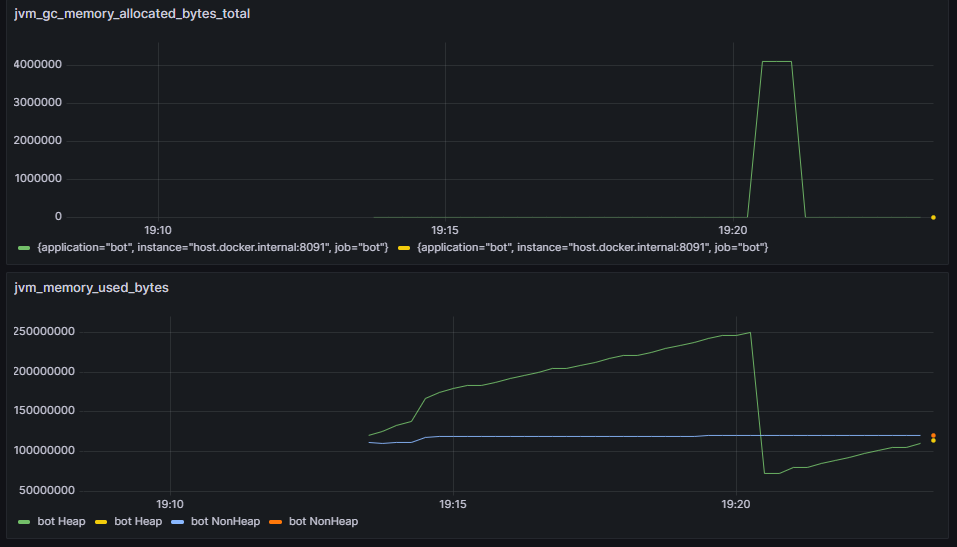 jvm_gc_memory_allocated_bytes_total
4000000
3000000
2000000
1000000
0
19:10 19:15 19:20
{application="bot", instance="host.docker.internal:8091", job="bot"} {application="bot", instance="host.docker.internal:8091", job="bot"}
jvm_memory_used_bytes
250000000
200000000
150000000
100000000
50000000
19:10 19:15 19:20
bot Heap bot Heap bot NonHeap bot NonHeap